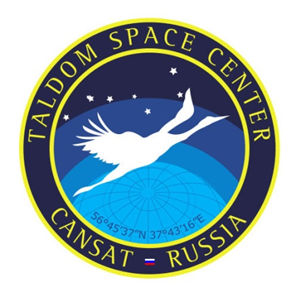 TALDOM SPACE CENTER
56°45'37"N 37°43'16"E
CANSAT RUSSIA